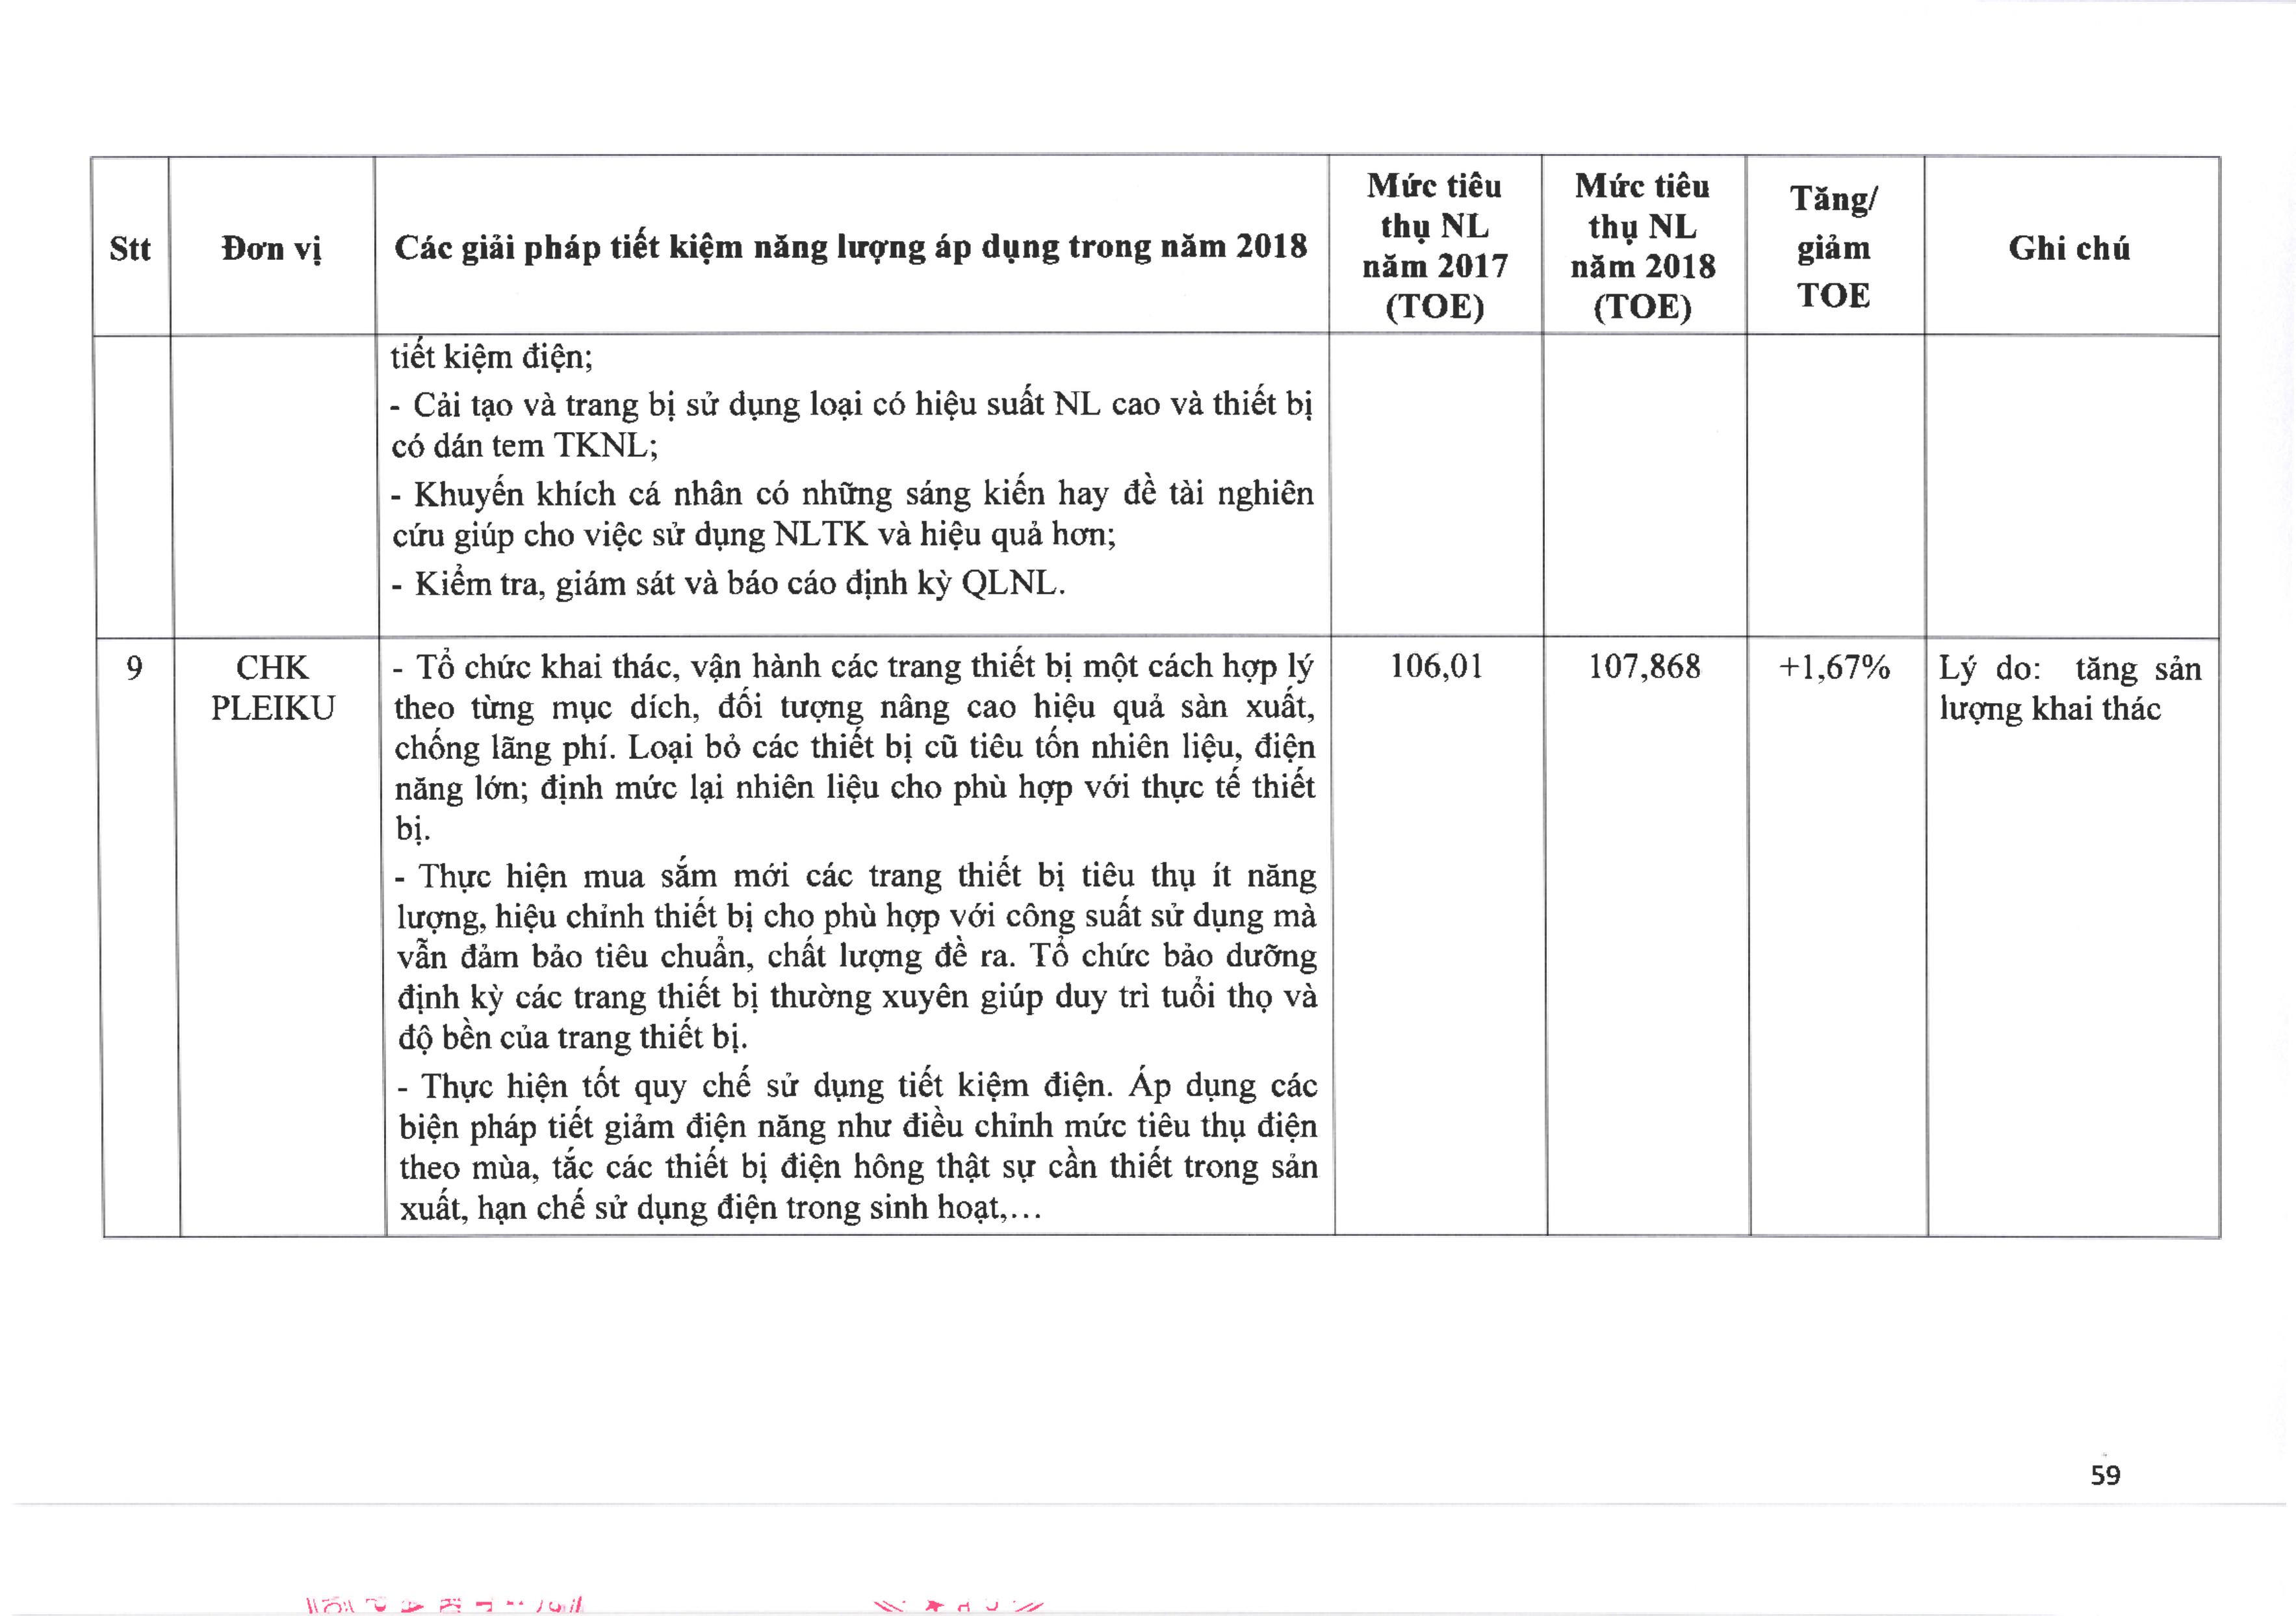 Stt
Đơn vị
Các giải pháp tiết kiệm năng lượng áp dụng trong năm 2018
Mức tiêu
thụ NL
năm 2017
(TOE)
Mức tiêu
thụ NL
năm 2018
(TOE)
Tăng/
giảm
TOE
Ghi chú
tiết kiệm điện;
- Cải tạo và trang bị sử dụng loại có hiệu suất NL cao và thiết bị
có dán tem TKNL;
- Khuyến khích cá nhân có những sáng kiến hay đề tài nghiên
cứu giúp cho việc sử dụng NLTK và hiệu quả hơn;
- Kiểm tra, giám sát và báo cáo định kỳ QLNL.
9
CHK
PLEIKU
- Tổ chức khai thác, vận hành các trang thiết bị một cách hợp lý
theo từng mục dích, đối tượng nâng cao hiệu quả sàn xuất,
chống lãng phí. Loại bỏ các thiết bị cũ tiêu tốn nhiên liệu, điện
năng lớn; định mức lại nhiên liệu cho phù hợp với thực tế thiết
bị.
- Thực hiện mua sắm mới các trang thiết bị tiêu thụ ít năng
lượng, hiệu chỉnh thiết bị cho phù hợp với công suất sử dụng mà
vẫn đảm bảo tiêu chuẩn, chất lượng đề ra. Tổ chức bảo dưỡng
định kỳ các trang thiết bị thường xuyên giúp duy trì tuổi thọ và
độ bền của trang thiết bị.
- Thực hiện tốt quy chế sử dụng tiết kiệm điện. Áp dụng các
biện pháp tiết giảm điện năng như điều chỉnh mức tiêu thụ điện
theo mùa, tắc các thiết bị điện hông thật sự cần thiết trong sản
xuất, hạn chế sử dụng điện trong sinh hoạt,...
106,01
107,868
+1,67%
Lý do: tăng sản
lượng khai thác
59